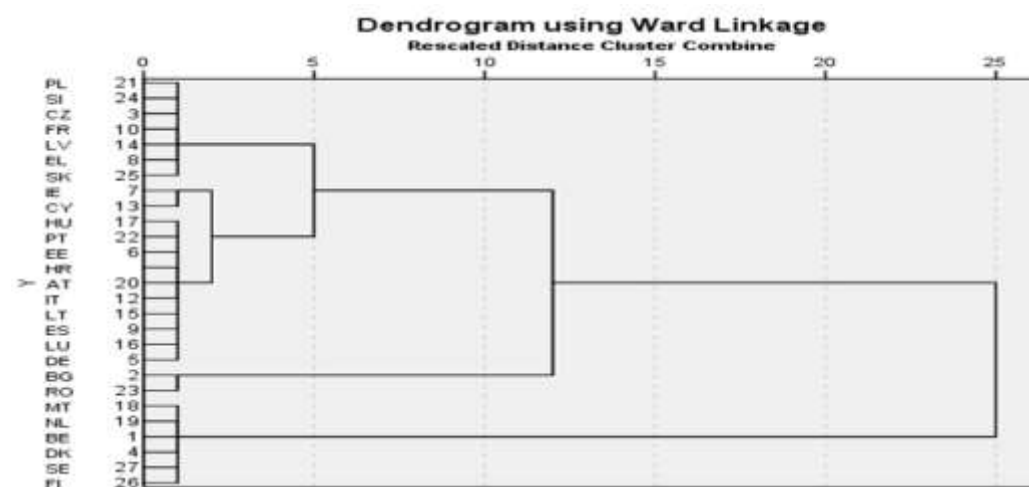 Dendrogram using Ward Linkage
Rescaled Distance Cluster Combine
0 5 10 15 20 25
PL 21
SI 24
CZ 3
FR 10
LV 14
EL 8
SK 25
IE 7
CY 13
HU 17
PT 22
EE 6
HR
Y AT 20
IT 12
LT 15
ES 9
LU 16
DE 5
BG 2
RO 23
MT 18
NL 19
BE 1
DK 4
SE 27
FI 26